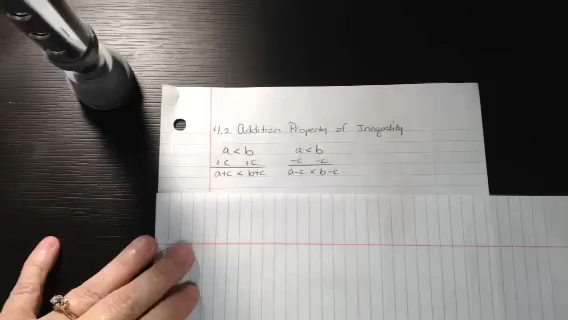 4.2 Addition Property of Inequality
a < b a < b
+c +c -c -c
a+c < b+c a-c < b-c